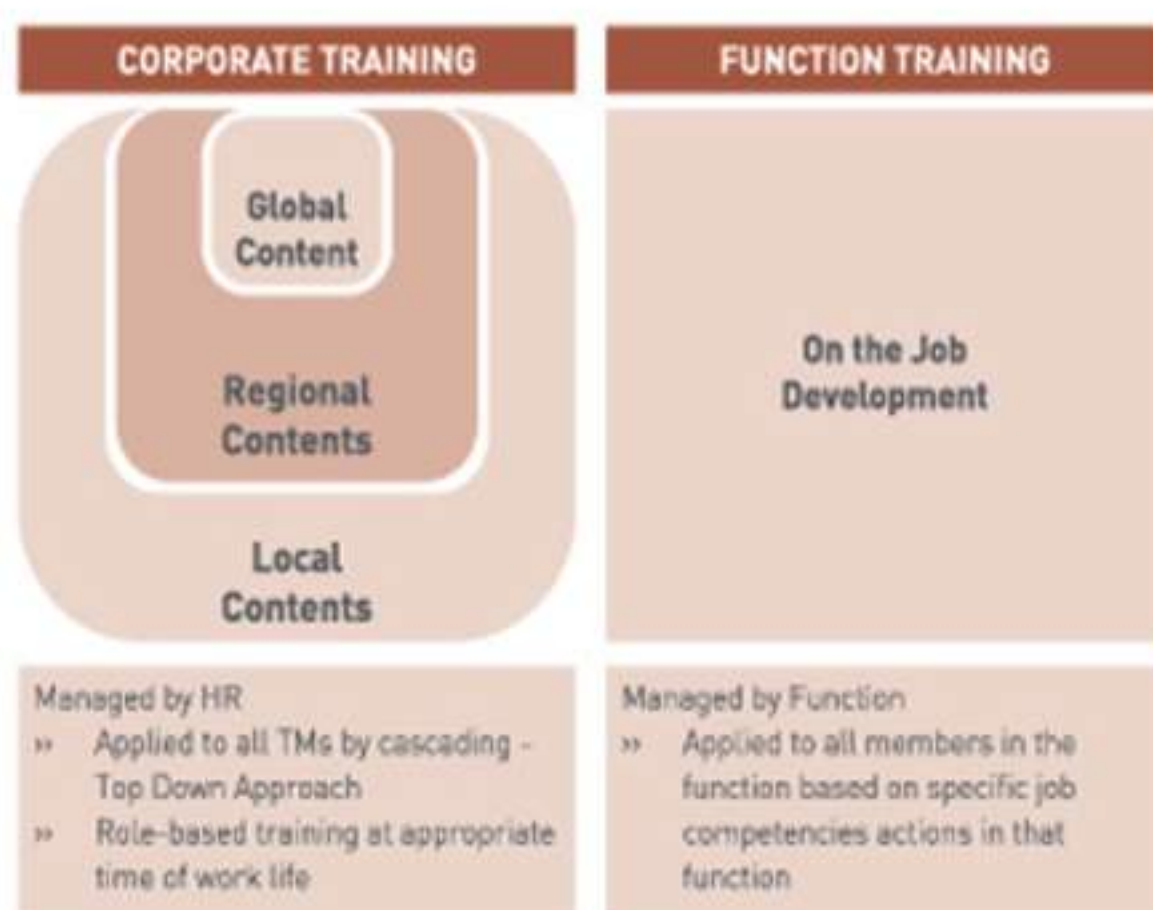 CORPORATE TRAINING
Global
Content
Regional
Contents
Local
Contents
Managed by HR
» Applied to all TMs by cascading -
Top Down Approach
» Role-based training at appropriate
time of work life
FUNCTION TRAINING
On the Job
Development
Managed by Function
» Applied to all members in the
function based on specific job
competencies actions in that
function